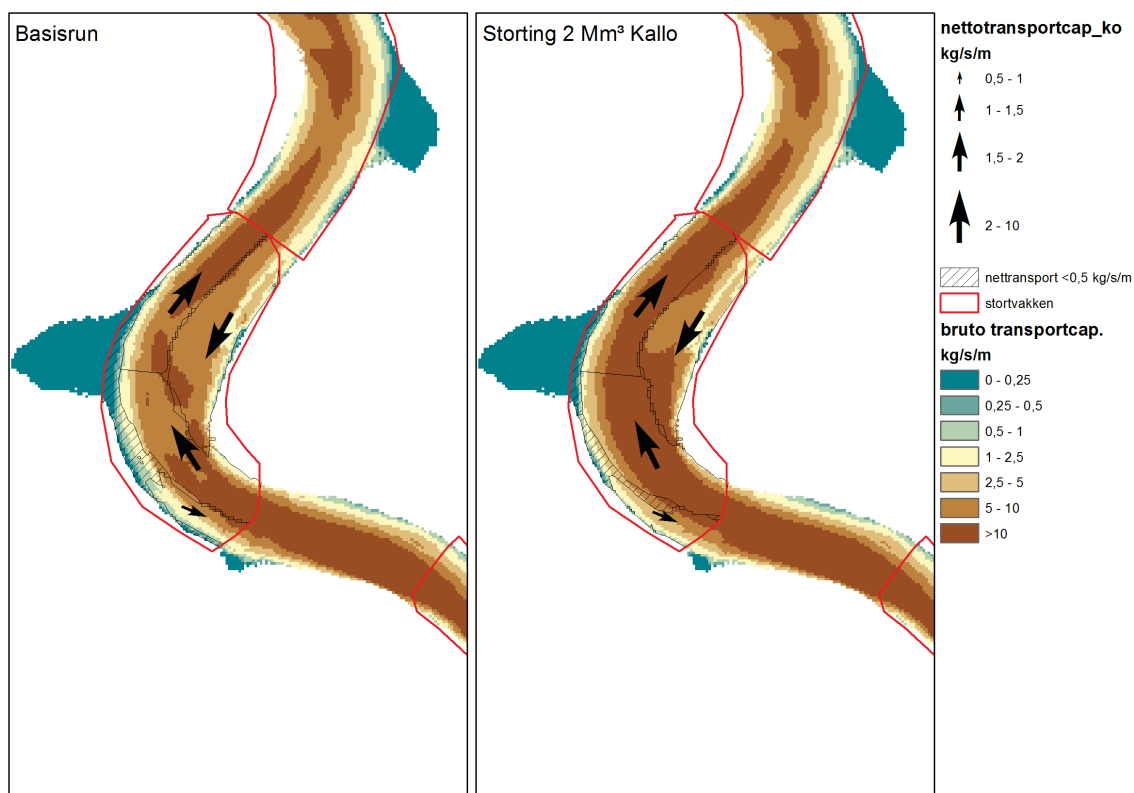 Basisrun
Storting 2 Mm³ Kallo
nettotransportcap_ko
kg/s/m
0,5 - 1
1 - 1,5
1,5 - 2
2 - 10
nettransport <0,5 kg/s/m
stortvakken
bruto transportcap.
kg/s/m
0 - 0,25
0,25 - 0,5
0,5 - 1
1 - 2,5
2,5 - 5
5 - 10
>10